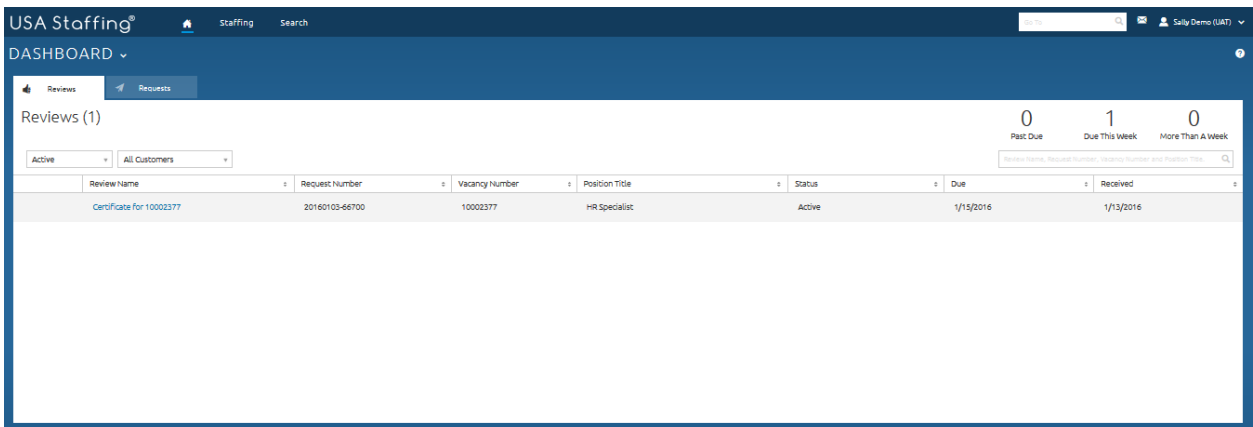 USA Staffing® Staffing Search Go To Sally Demo (UAT)
DASHBOARD
Reviews Requests
Reviews (1)
0 1 0
Past Due Due This Week More Than A Week
Active All Customers Review Name, Request Number, Vacancy Number and Position Title.
Review Name Request Number Vacancy Number Position Title Status Due Received
Certificate for 10002377 20160103-66700 10002377 HR Specialist Active 1/15/2016 1/13/2016